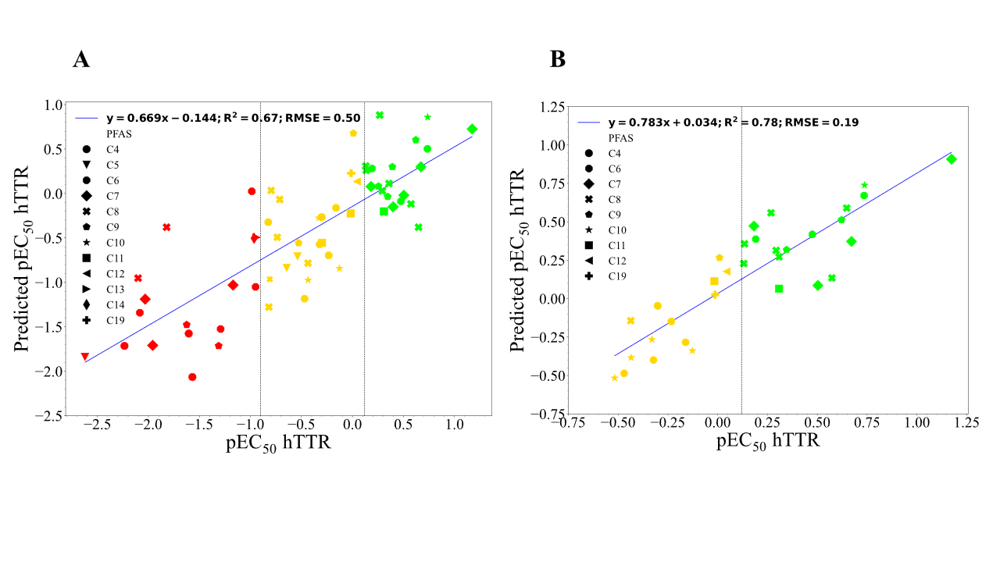 A
y = 0.669x − 0.144; R² = 0.67; RMSE = 0.50
PFAS
C4
C5
C6
C7
C8
C9
C10
C11
C12
C13
C14
C19
1.0
0.5
0.0
−0.5
−1.0
−1.5
−2.0
−2.5
Predicted pEC₅₀ hTTR
−2.5 −2.0 −1.5 −1.0 −0.5 0.0 0.5 1.0
pEC₅₀ hTTR
B
y = 0.783x + 0.034; R² = 0.78; RMSE = 0.19
PFAS
C4
C6
C7
C8
C9
C10
C11
C12
C19
1.25
1.00
0.75
0.50
0.25
0.00
−0.25
−0.50
−0.75
Predicted pEC₅₀ hTTR
−0.75 −0.50 −0.25 0.00 0.25 0.50 0.75 1.00 1.25
pEC₅₀ hTTR